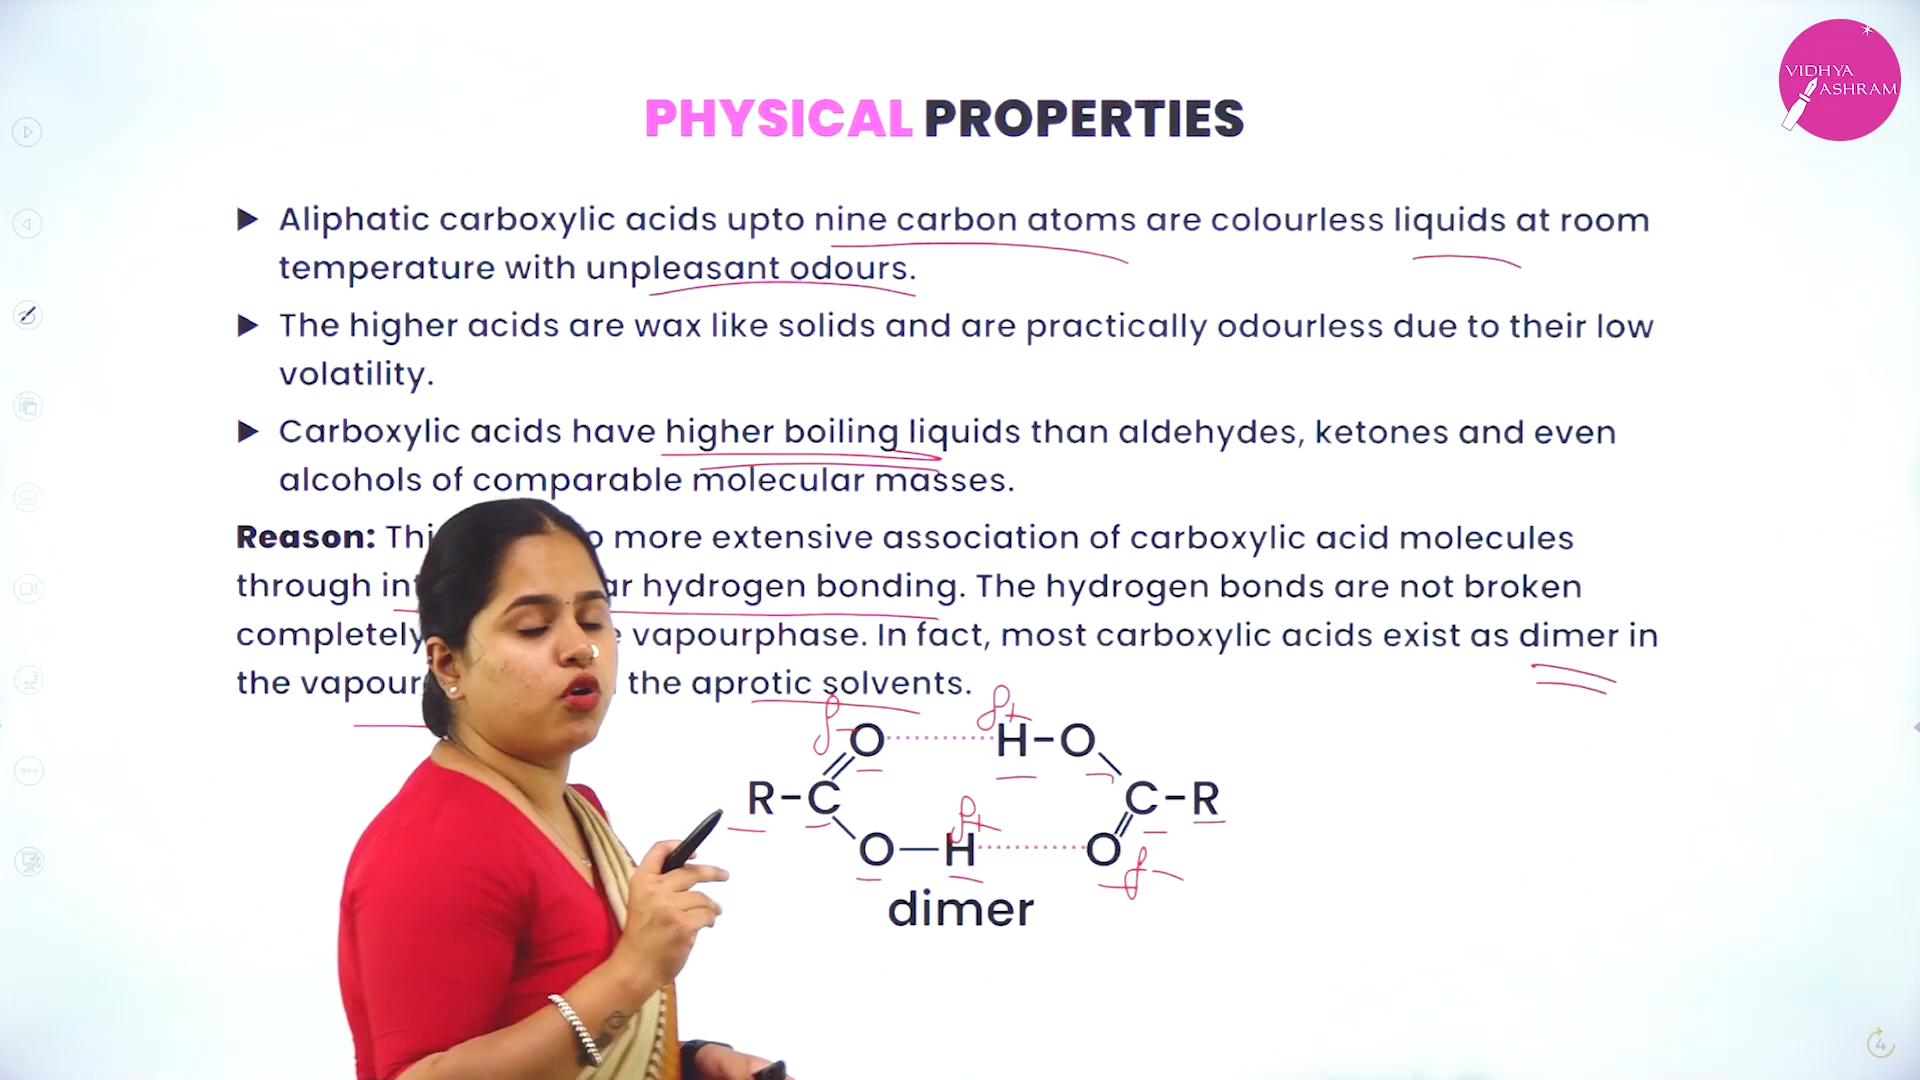 VIDHYA
ASHRAM
PHYSICAL PROPERTIES
▶ Aliphatic carboxylic acids upto nine carbon atoms are colourless liquids at room
temperature with unpleasant odours.
▶ The higher acids are wax like solids and are practically odourless due to their low
volatility.
▶ Carboxylic acids have higher boiling liquids than aldehydes, ketones and even
alcohols of comparable molecular masses.
Reason: more extensive association of carboxylic acid molecules
through hydrogen bonding. The hydrogen bonds are not broken
completely vapourphase. In fact, most carboxylic acids exist as dimer in
the vapour the aprotic solvents.
δ- δ+
O H-O
R-C δ+ C-R
O-H O δ-
dimer
4